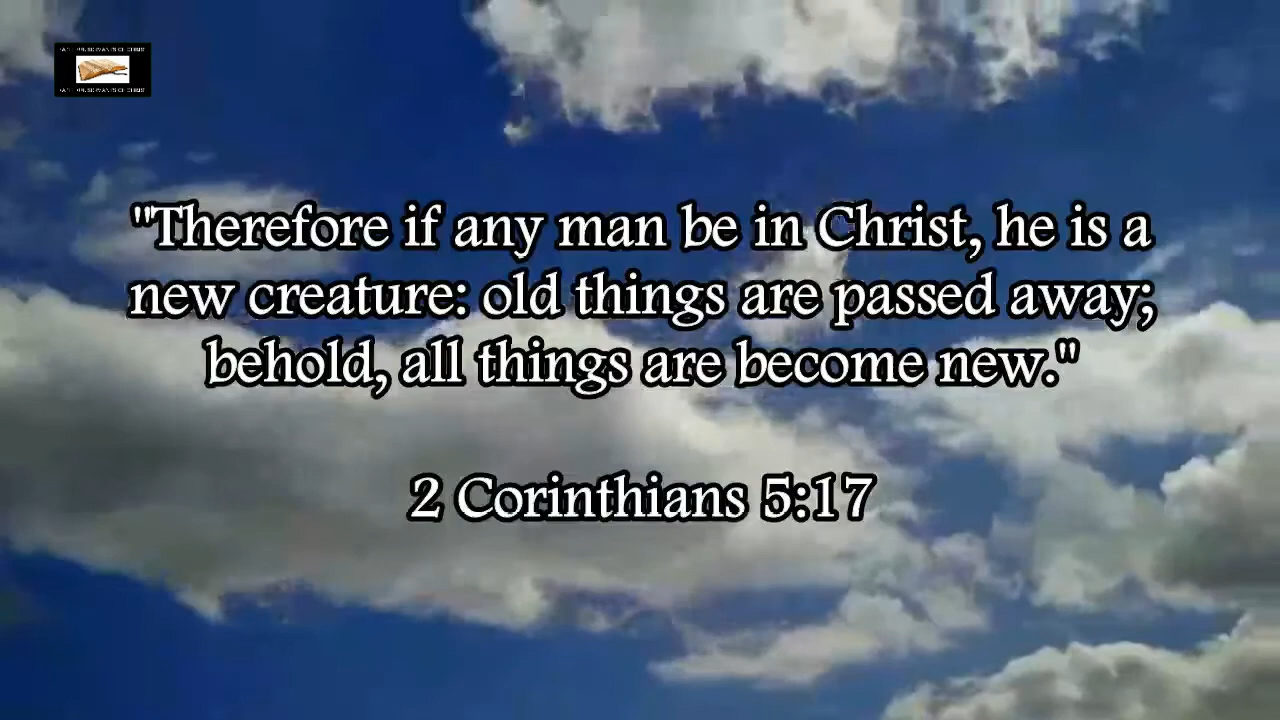 "Therefore if any man be in Christ, he is a
new creature: old things are passed away;
behold, all things are become new."
2 Corinthians 5:17